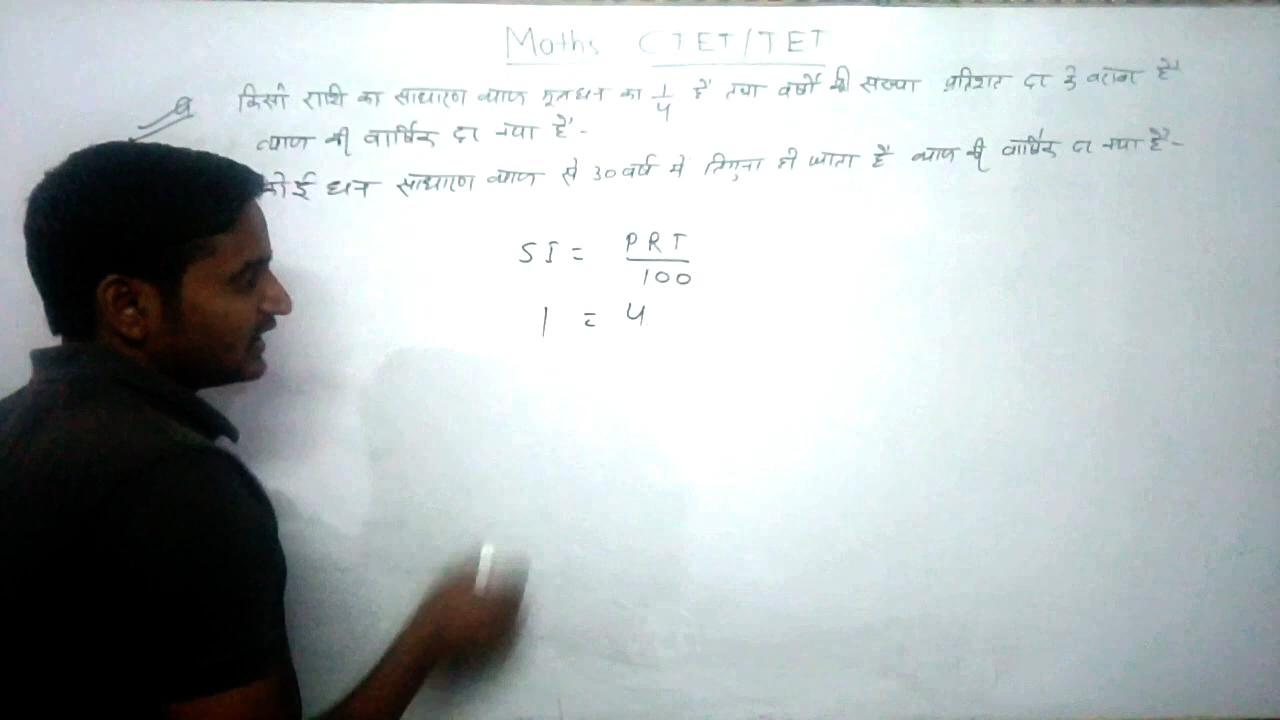 Maths CTET/TET
Q किसी राशि का साधारण ब्याज मूलधन का 1/4 है तथा वर्षों की संख्या प्रतिशत दर के बराबर है
ब्याज की वार्षिक दर क्या है -
कोई धन साधारण ब्याज से 30 वर्ष में तिगुना हो जाता है ब्याज की वार्षिक दर क्या है -
SI = PRT/100
1 = 4